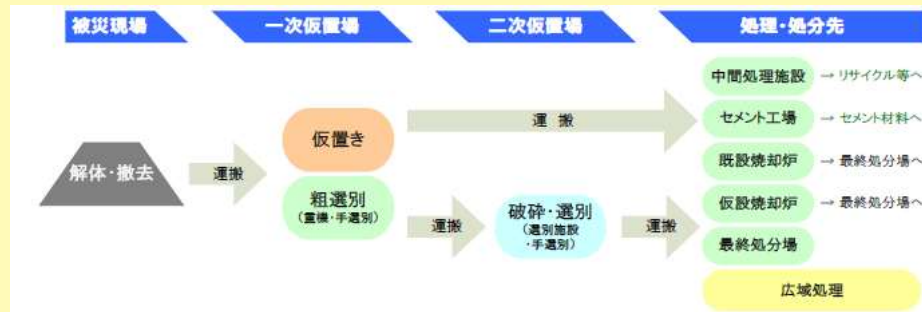 被災現場
一次仮置場
二次仮置場
処理・処分先
解体・撤去
運搬
仮置き
粗選別
(重機・手選別)
運搬
運搬
破砕・選別
(選別施設
・手選別)
運搬
中間処理施設 → リサイクル等へ
セメント工場 → セメント材料へ
既設焼却炉 → 最終処分場へ
仮設焼却炉 → 最終処分場へ
最終処分場
広域処理